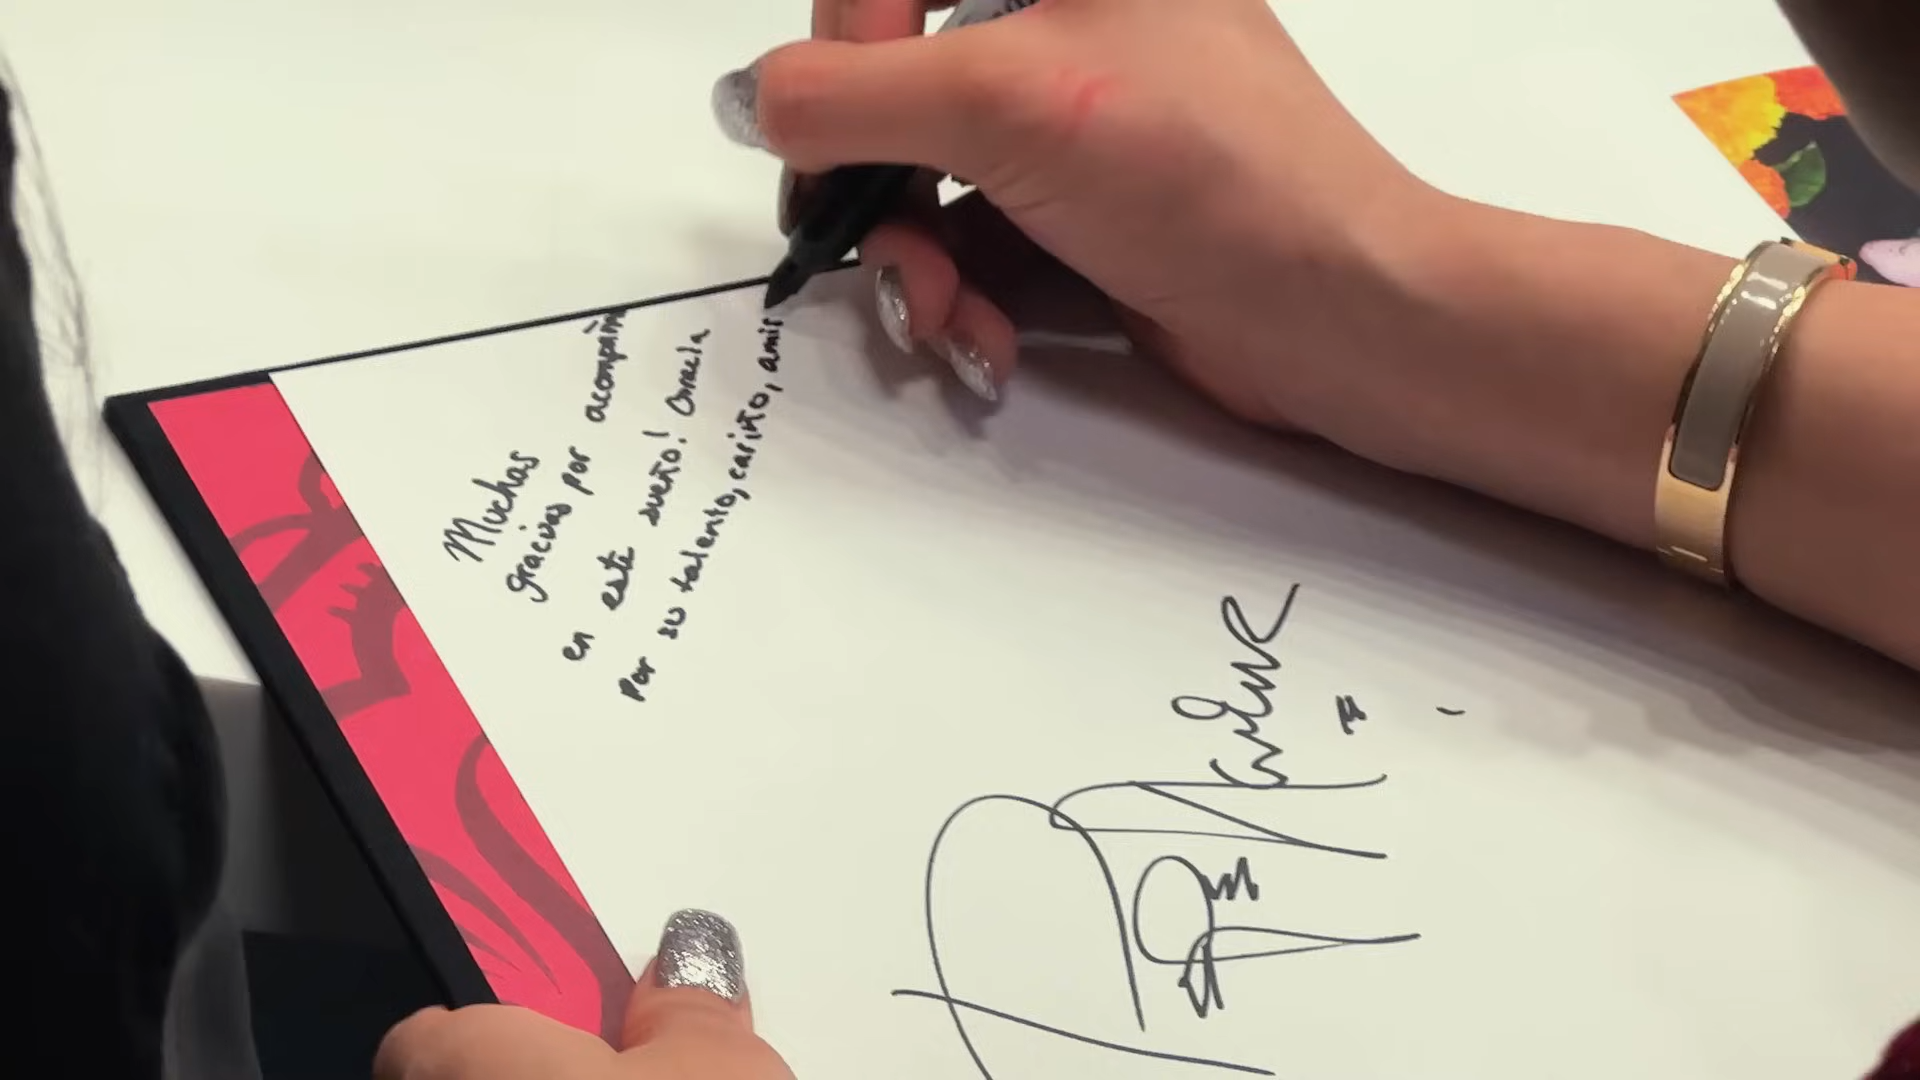 Muchas
gracias por acompañ
en este sueño! Gracia
por su talento, cariño, amis